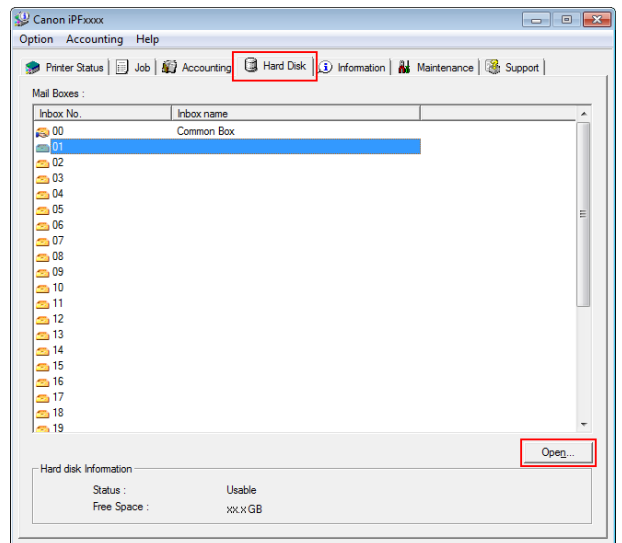 Canon iPFxxxx
Option Accounting Help
Printer Status Job Accounting Hard Disk Information Maintenance Support
Mail Boxes :
Inbox No. Inbox name
00 Common Box
01
02
03
04
05
06
07
08
09
10
11
12
13
14
15
16
17
18
19
Open...
Hard disk Information
Status : Usable
Free Space : xx.x GB